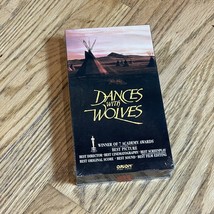 DANCES
WITH
WOLVES
WINNER OF 7 ACADEMY AWARDS
BEST PICTURE
BEST DIRECTOR · BEST CINEMATOGRAPHY · BEST SCREENPLAY
BEST ORIGINAL SCORE · BEST SOUND · BEST FILM EDITING
ORION